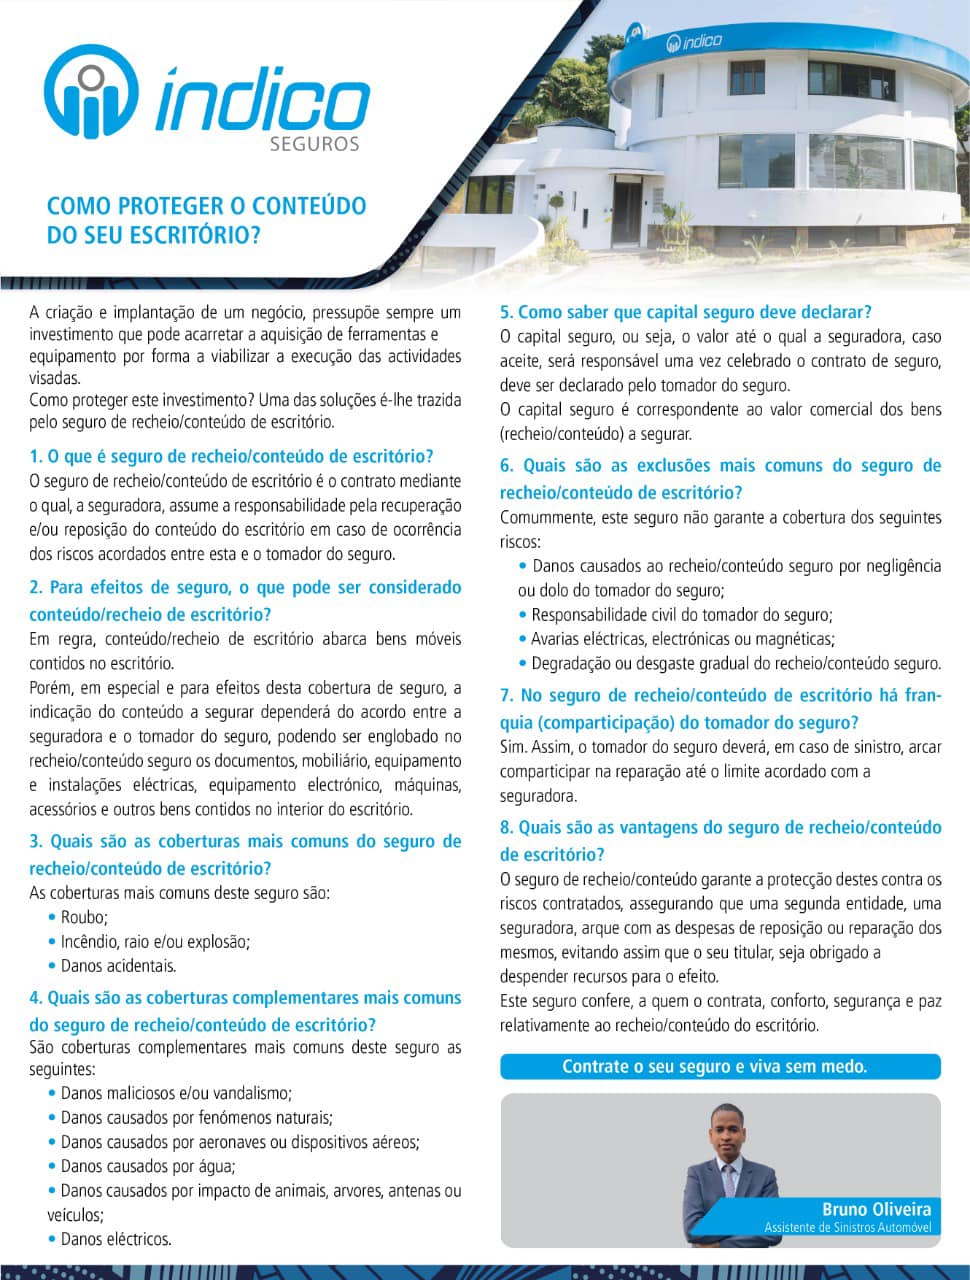 índico
SEGUROS
índico
COMO PROTEGER O CONTEÚDO
DO SEU ESCRITÓRIO?
A criação e implantação de um negócio, pressupõe sempre um
investimento que pode acarretar a aquisição de ferramentas e
equipamento por forma a viabilizar a execução das actividades
visadas.
Como proteger este investimento? Uma das soluções é-lhe trazida
pelo seguro de recheio/conteúdo de escritório.
1. O que é seguro de recheio/conteúdo de escritório?
O seguro de recheio/conteúdo de escritório é o contrato mediante
o qual, a seguradora, assume a responsabilidade pela recuperação
e/ou reposição do conteúdo do escritório em caso de ocorrência
dos riscos acordados entre esta e o tomador do seguro.
2. Para efeitos de seguro, o que pode ser considerado
conteúdo/recheio de escritório?
Em regra, conteúdo/recheio de escritório abarca bens móveis
contidos no escritório.
Porém, em especial e para efeitos desta cobertura de seguro, a
indicação do conteúdo a segurar dependerá do acordo entre a
seguradora e o tomador do seguro, podendo ser englobado no
recheio/conteúdo seguro os documentos, mobiliário, equipamento
e instalações eléctricas, equipamento electrónico, máquinas,
acessórios e outros bens contidos no interior do escritório.
3. Quais são as coberturas mais comuns do seguro de
recheio/conteúdo de escritório?
As coberturas mais comuns deste seguro são:
• Roubo;
• Incêndio, raio e/ou explosão;
• Danos acidentais.
4. Quais são as coberturas complementares mais comuns
do seguro de recheio/conteúdo de escritório?
São coberturas complementares mais comuns deste seguro as
seguintes:
• Danos maliciosos e/ou vandalismo;
• Danos causados por fenómenos naturais;
• Danos causados por aeronaves ou dispositivos aéreos;
• Danos causados por água;
• Danos causados por impacto de animais, arvores, antenas ou
veículos;
• Danos eléctricos.
5. Como saber que capital seguro deve declarar?
O capital seguro, ou seja, o valor até o qual a seguradora, caso
aceite, será responsável uma vez celebrado o contrato de seguro,
deve ser declarado pelo tomador do seguro.
O capital seguro é correspondente ao valor comercial dos bens
(recheio/conteúdo) a segurar.
6. Quais são as exclusões mais comuns do seguro de
recheio/conteúdo de escritório?
Comummente, este seguro não garante a cobertura dos seguintes
riscos:
• Danos causados ao recheio/conteúdo seguro por negligência
ou dolo do tomador do seguro;
• Responsabilidade civil do tomador do seguro;
• Avarias eléctricas, electrónicas ou magnéticas;
• Degradação ou desgaste gradual do recheio/conteúdo seguro.
7. No seguro de recheio/conteúdo de escritório há fran-
quia (comparticipação) do tomador do seguro?
Sim. Assim, o tomador do seguro deverá, em caso de sinistro, arcar
comparticipar na reparação até o limite acordado com a
seguradora.
8. Quais são as vantagens do seguro de recheio/conteúdo
de escritório?
O seguro de recheio/conteúdo garante a protecção destes contra os
riscos contratados, assegurando que uma segunda entidade, uma
seguradora, arque com as despesas de reposição ou reparação dos
mesmos, evitando assim que o seu titular, seja obrigado a
despender recursos para o efeito.
Este seguro confere, a quem o contrata, conforto, segurança e paz
relativamente ao recheio/conteúdo do escritório.
Contrate o seu seguro e viva sem medo.
Bruno Oliveira
Assistente de Sinistros Automóvel